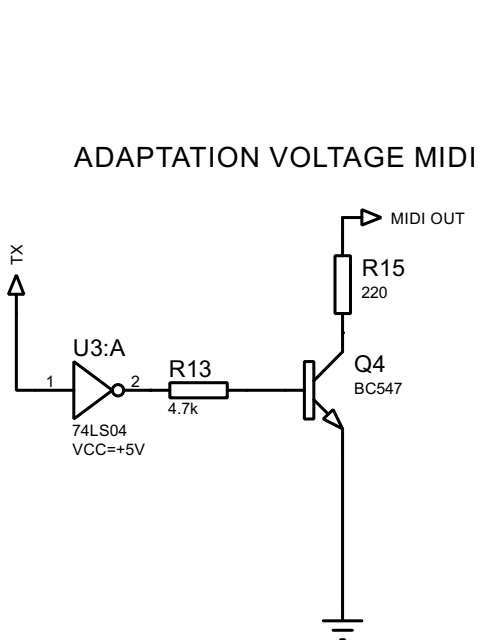 ADAPTATION VOLTAGE MIDI
MIDI OUT
TX
R15
220
U3:A
1
2
R13
4.7k
Q4
BC547
74LS04
VCC=+5V